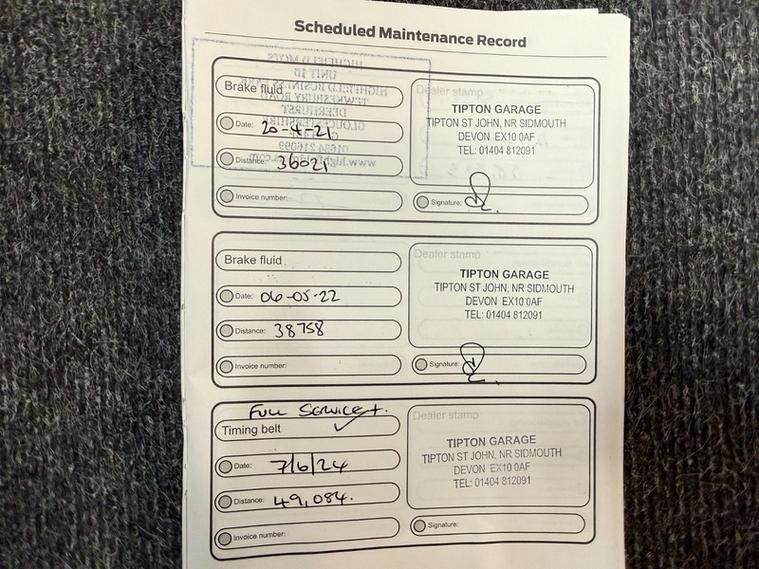 Scheduled Maintenance Record
Brake fluid
Date: 20-4-21
Distance: 36021
Invoice number:
Dealer stamp
TIPTON GARAGE
TIPTON ST JOHN, NR SIDMOUTH
DEVON EX10 0AF
TEL: 01404 812091
Signature:
Brake fluid
Date: 06-05-22
Distance: 38758
Invoice number:
Dealer stamp
TIPTON GARAGE
TIPTON ST JOHN, NR SIDMOUTH
DEVON EX10 0AF
TEL: 01404 812091
Signature:
FULL SERVICE +.
Timing belt
Date: 7/6/24
Distance: 49,084.
Invoice number:
Dealer stamp
TIPTON GARAGE
TIPTON ST JOHN, NR SIDMOUTH
DEVON EX10 0AF
TEL: 01404 812091
Signature: